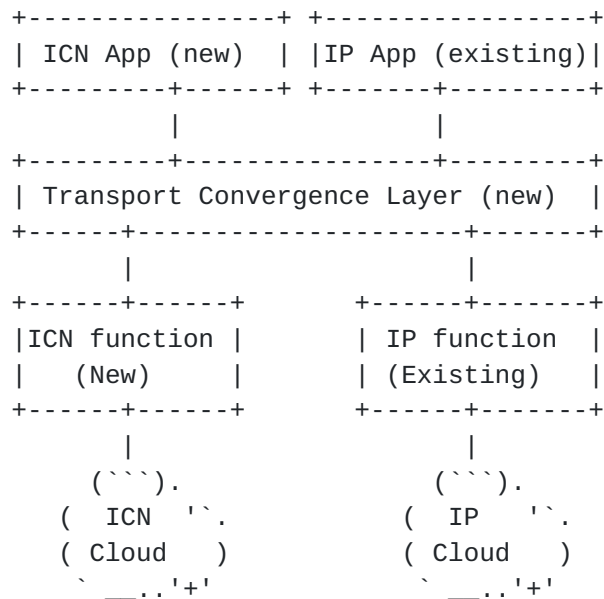 ICN App (new) IP App (existing)
Transport Convergence Layer (new)
ICN function IP function
(New) (Existing)
ICN IP
Cloud Cloud